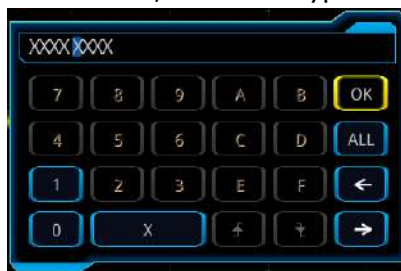 XXXX XXXX
7 8 9 A B OK
4 5 6 C D ALL
1 2 3 E F ←
0 X →